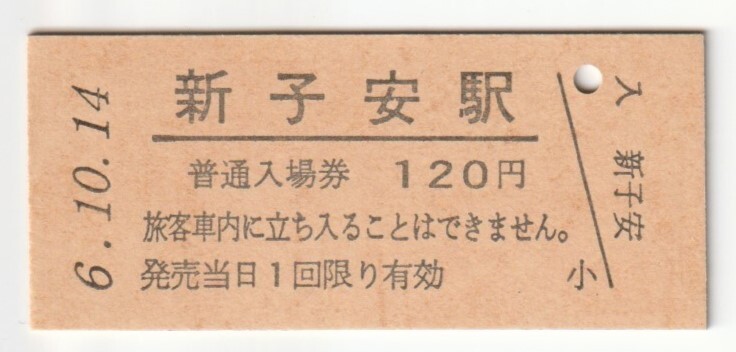 6.10.14
新子安駅
普通入場券 120円
旅客車内に立ち入ることはできません。
発売当日1回限り有効
小
入 新子安